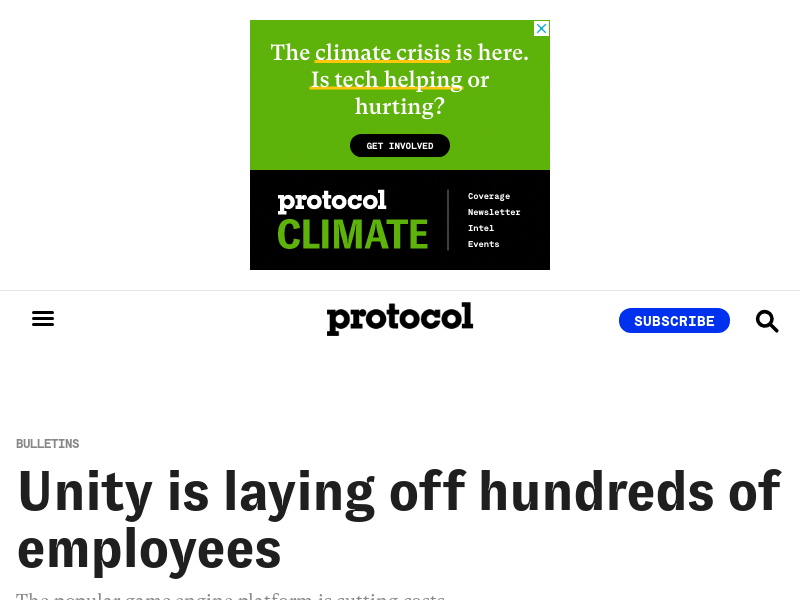 The climate crisis is here.
Is tech helping or
hurting?
GET INVOLVED
protocol
CLIMATE
Coverage
Newsletter
Intel
Events
protocol
SUBSCRIBE
BULLETINS
Unity is laying off hundreds of
employees
The popular game engine platform is cutting costs.